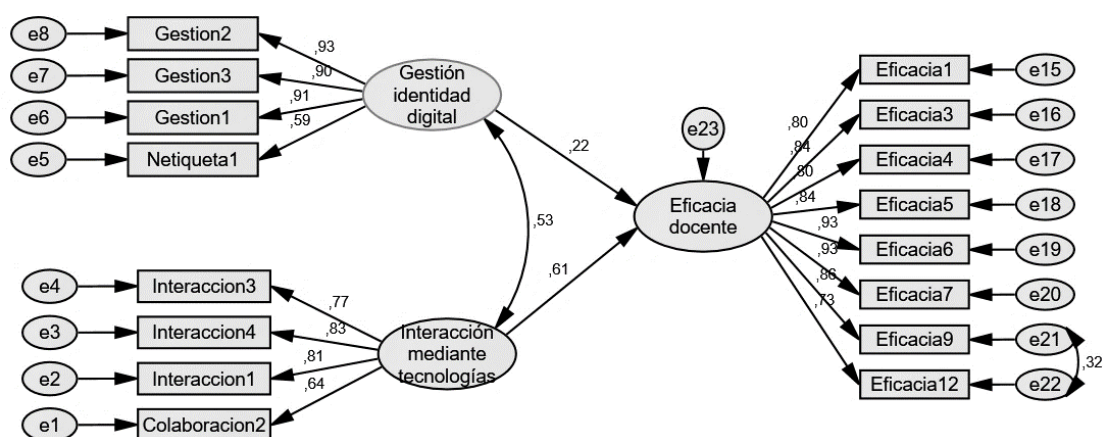 e8
Gestion2
,93
e7
Gestion3
,90
e6
Gestion1
,91
e5
Netiqueta1
,59
Gestión
identidad
digital
,22
,53
,61
e4
Interaccion3
,77
e3
Interaccion4
,83
e2
Interaccion1
,81
e1
Colaboracion2
,64
Interacción
mediante
tecnologías
e23
Eficacia
docente
,80
Eficacia1
e15
,84
Eficacia3
e16
,80
Eficacia4
e17
,84
Eficacia5
e18
,93
Eficacia6
e19
,93
Eficacia7
e20
,86
Eficacia9
e21
,73
Eficacia12
e22
,32